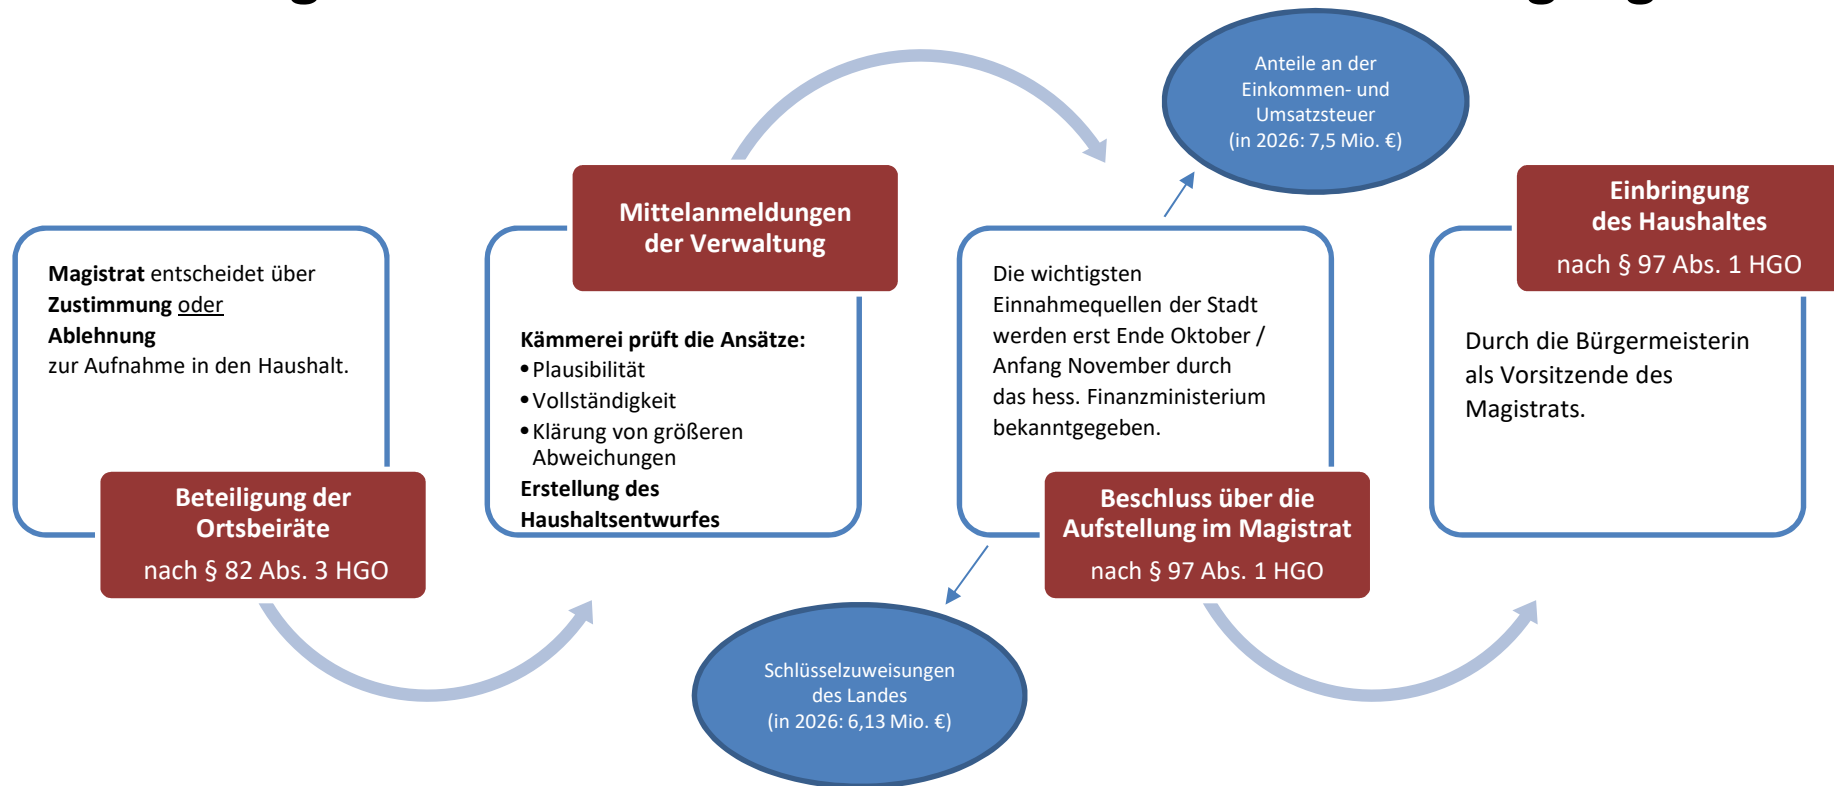 Magistrat entscheidet über
Zustimmung oder
Ablehnung
zur Aufnahme in den Haushalt.
Beteiligung der
Ortsbeiräte
nach § 82 Abs. 3 HGO
Mittelanmeldungen
der Verwaltung
Kämmerei prüft die Ansätze:
• Plausibilität
• Vollständigkeit
• Klärung von größeren
Abweichungen
Erstellung des
Haushaltsentwurfes
Anteile an der
Einkommen- und
Umsatzsteuer
(in 2026: 7,5 Mio. €)
Die wichtigsten
Einnahmequellen der Stadt
werden erst Ende Oktober /
Anfang November durch
das hess. Finanzministerium
bekanntgegeben.
Beschluss über die
Aufstellung im Magistrat
nach § 97 Abs. 1 HGO
Schlüsselzuweisungen
des Landes
(in 2026: 6,13 Mio. €)
Einbringung
des Haushaltes
nach § 97 Abs. 1 HGO
Durch die Bürgermeisterin
als Vorsitzende des
Magistrats.